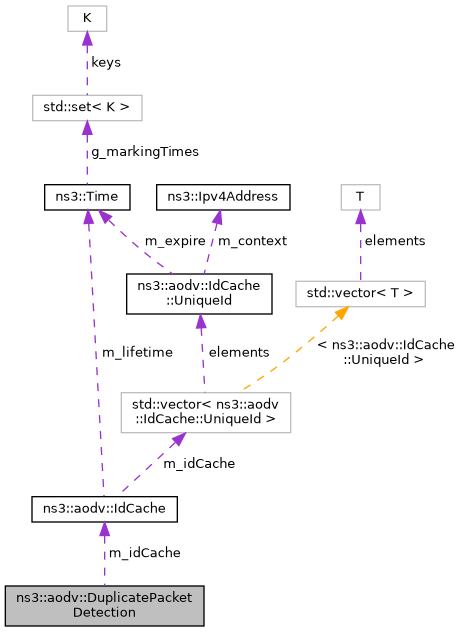 K
keys
std::set< K >
g_markingTimes
ns3::Time
ns3::Ipv4Address
T
m_expire
m_context
elements
ns3::aodv::IdCache
::UniqueId
std::vector< T >
m_lifetime
elements
< ns3::aodv::IdCache
::UniqueId >
std::vector< ns3::aodv
::IdCache::UniqueId >
m_idCache
ns3::aodv::IdCache
m_idCache
ns3::aodv::DuplicatePacket
Detection